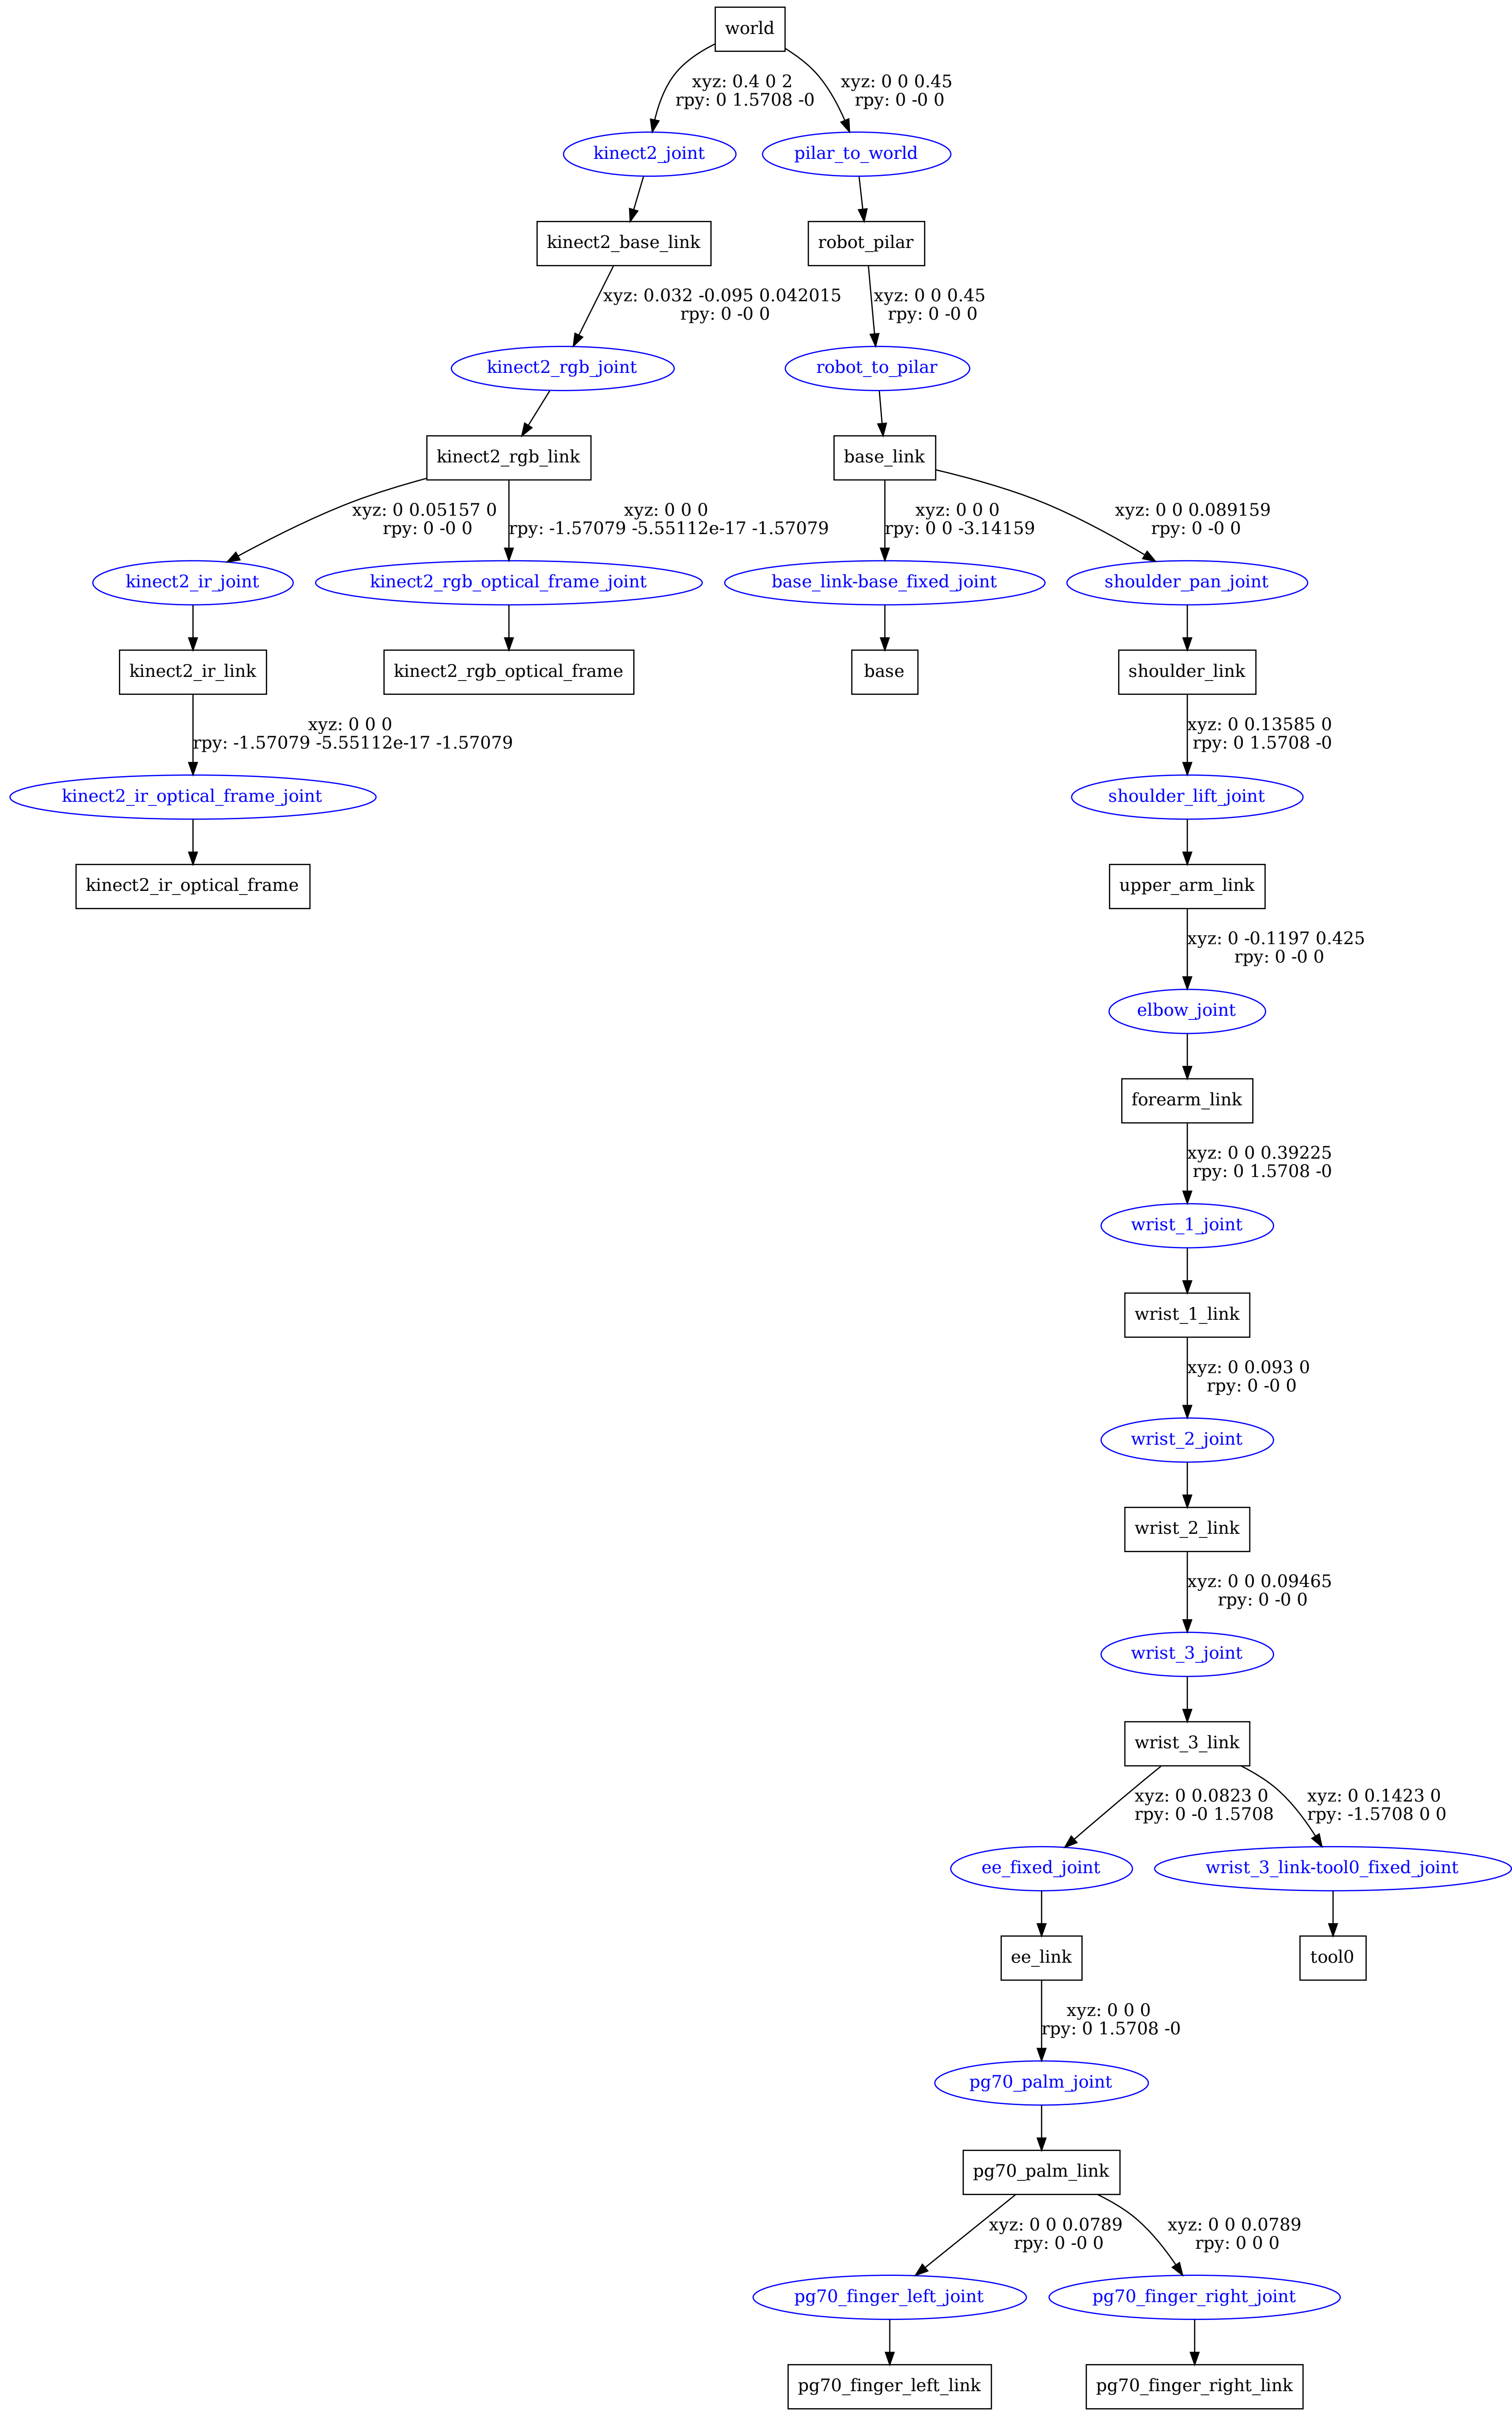 world
xyz: 0.4 0 2
rpy: 0 1.5708 -0
xyz: 0 0 0.45
rpy: 0 -0 0
kinect2_joint
pilar_to_world
kinect2_base_link
robot_pilar
xyz: 0.032 -0.095 0.042015
rpy: 0 -0 0
xyz: 0 0 0.45
rpy: 0 -0 0
kinect2_rgb_joint
robot_to_pilar
kinect2_rgb_link
base_link
xyz: 0 0.05157 0
rpy: 0 -0 0
xyz: 0 0 0
rpy: -1.57079 -5.55112e-17 -1.57079
xyz: 0 0 0
rpy: 0 0 -3.14159
xyz: 0 0 0.089159
rpy: 0 -0 0
kinect2_ir_joint
kinect2_rgb_optical_frame_joint
base_link-base_fixed_joint
shoulder_pan_joint
kinect2_ir_link
kinect2_rgb_optical_frame
base
shoulder_link
xyz: 0 0 0
rpy: -1.57079 -5.55112e-17 -1.57079
xyz: 0 0.13585 0
rpy: 0 1.5708 -0
kinect2_ir_optical_frame_joint
shoulder_lift_joint
kinect2_ir_optical_frame
upper_arm_link
xyz: 0 -0.1197 0.425
rpy: 0 -0 0
elbow_joint
forearm_link
xyz: 0 0 0.39225
rpy: 0 1.5708 -0
wrist_1_joint
wrist_1_link
xyz: 0 0.093 0
rpy: 0 -0 0
wrist_2_joint
wrist_2_link
xyz: 0 0 0.09465
rpy: 0 -0 0
wrist_3_joint
wrist_3_link
xyz: 0 0.0823 0
rpy: 0 -0 1.5708
xyz: 0 0.1423 0
rpy: -1.5708 0 0
ee_fixed_joint
wrist_3_link-tool0_fixed_joint
ee_link
tool0
xyz: 0 0 0
rpy: 0 1.5708 -0
pg70_palm_joint
pg70_palm_link
xyz: 0 0 0.0789
rpy: 0 -0 0
xyz: 0 0 0.0789
rpy: 0 0 0
pg70_finger_left_joint
pg70_finger_right_joint
pg70_finger_left_link
pg70_finger_right_link